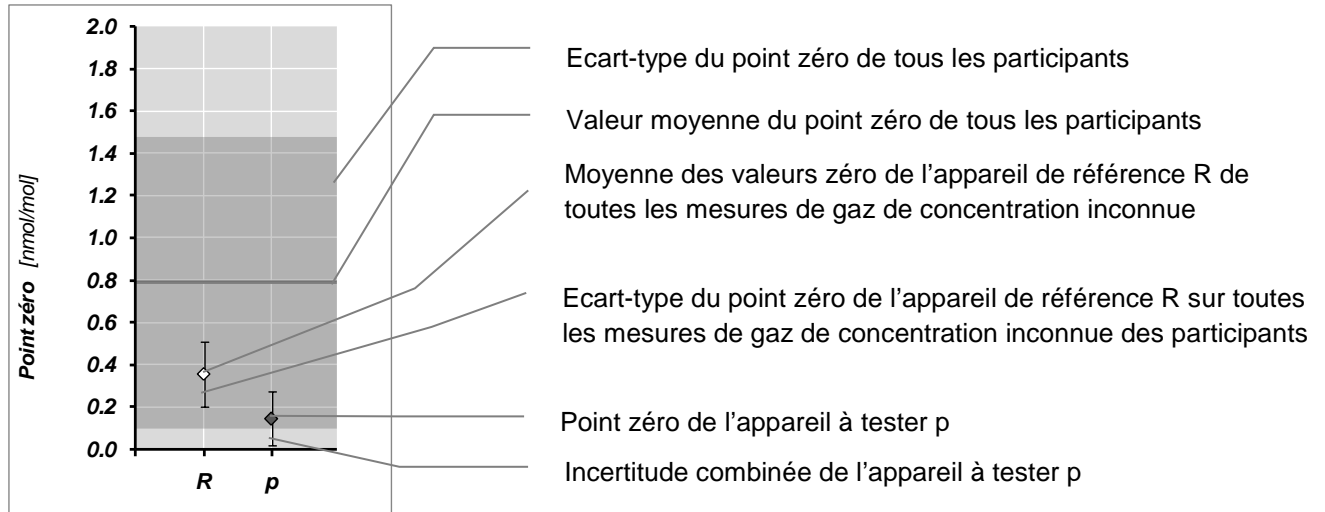 2.0
1.8
1.6
1.4
1.2
1.0
0.8
0.6
0.4
0.2
0.0
Point zéro [nmol/mol]
R p
Ecart-type du point zéro de tous les participants
Valeur moyenne du point zéro de tous les participants
Moyenne des valeurs zéro de l’appareil de référence R de
toutes les mesures de gaz de concentration inconnue
Ecart-type du point zéro de l’appareil de référence R sur toutes
les mesures de gaz de concentration inconnue des participants
Point zéro de l’appareil à tester p
Incertitude combinée de l’appareil à tester p